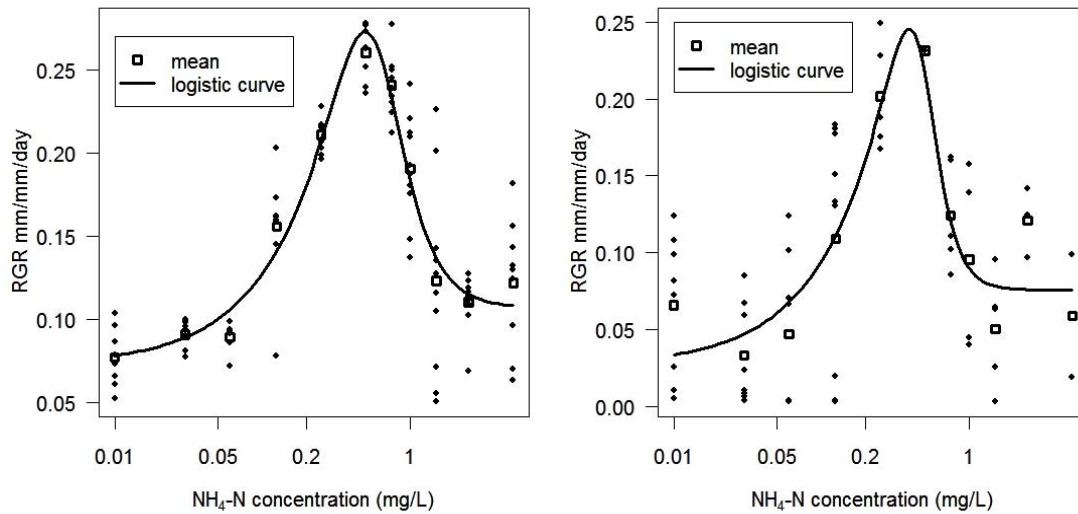 mean
logistic curve
0.25
0.20
0.15
0.10
0.05
RGR mm/mm/day
0.01 0.05 0.2 1
NH₄-N concentration (mg/L)
mean
logistic curve
0.25
0.20
0.15
0.10
0.05
0.00
RGR mm/mm/day
0.01 0.05 0.2 1
NH₄-N concentration (mg/L)